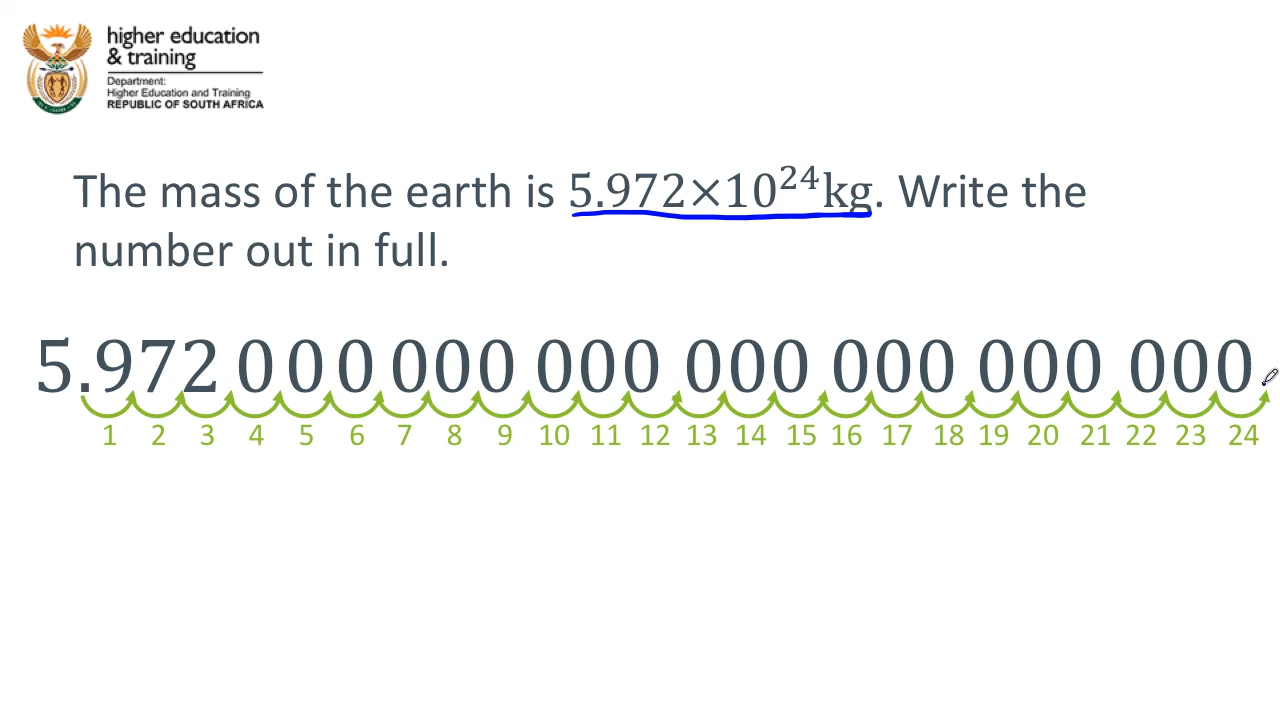 higher education
& training
Department:
Higher Education and Training
REPUBLIC OF SOUTH AFRICA
The mass of the earth is 5.972×10²⁴kg. Write the
number out in full.
5.972 000 000 000 000 000 000 000
1 2 3 4 5 6 7 8 9 10 11 12 13 14 15 16 17 18 19 20 21 22 23 24